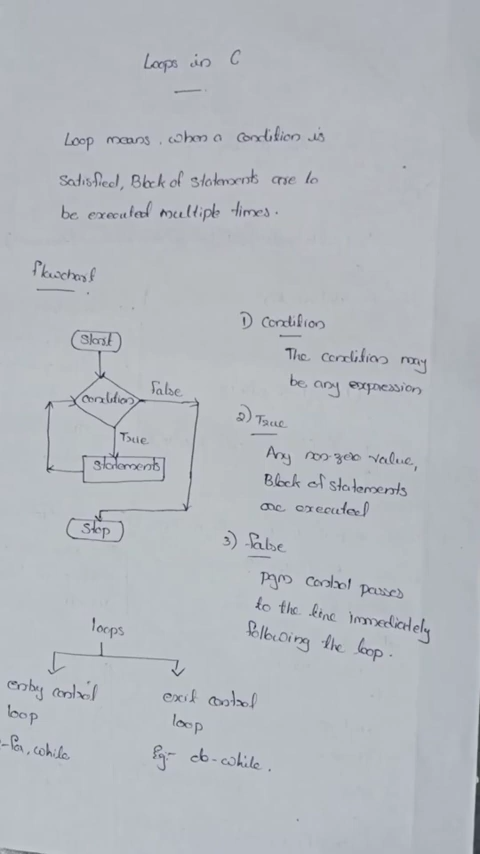 Loops in C
Loop means, when a condition is
satisfied, Block of statements are to
be executed multiple times.
flowchart
Start
condition
False
True
statements
Stop
1) Condition
The condition may
be any expression
2) True
Any non-zero value,
Block of statements
are executed
3) false
pgm control passes
to the line immediately
following the loop.
loops
entry control
loop
-for, while
exit control
loop
Eg:- do-while.